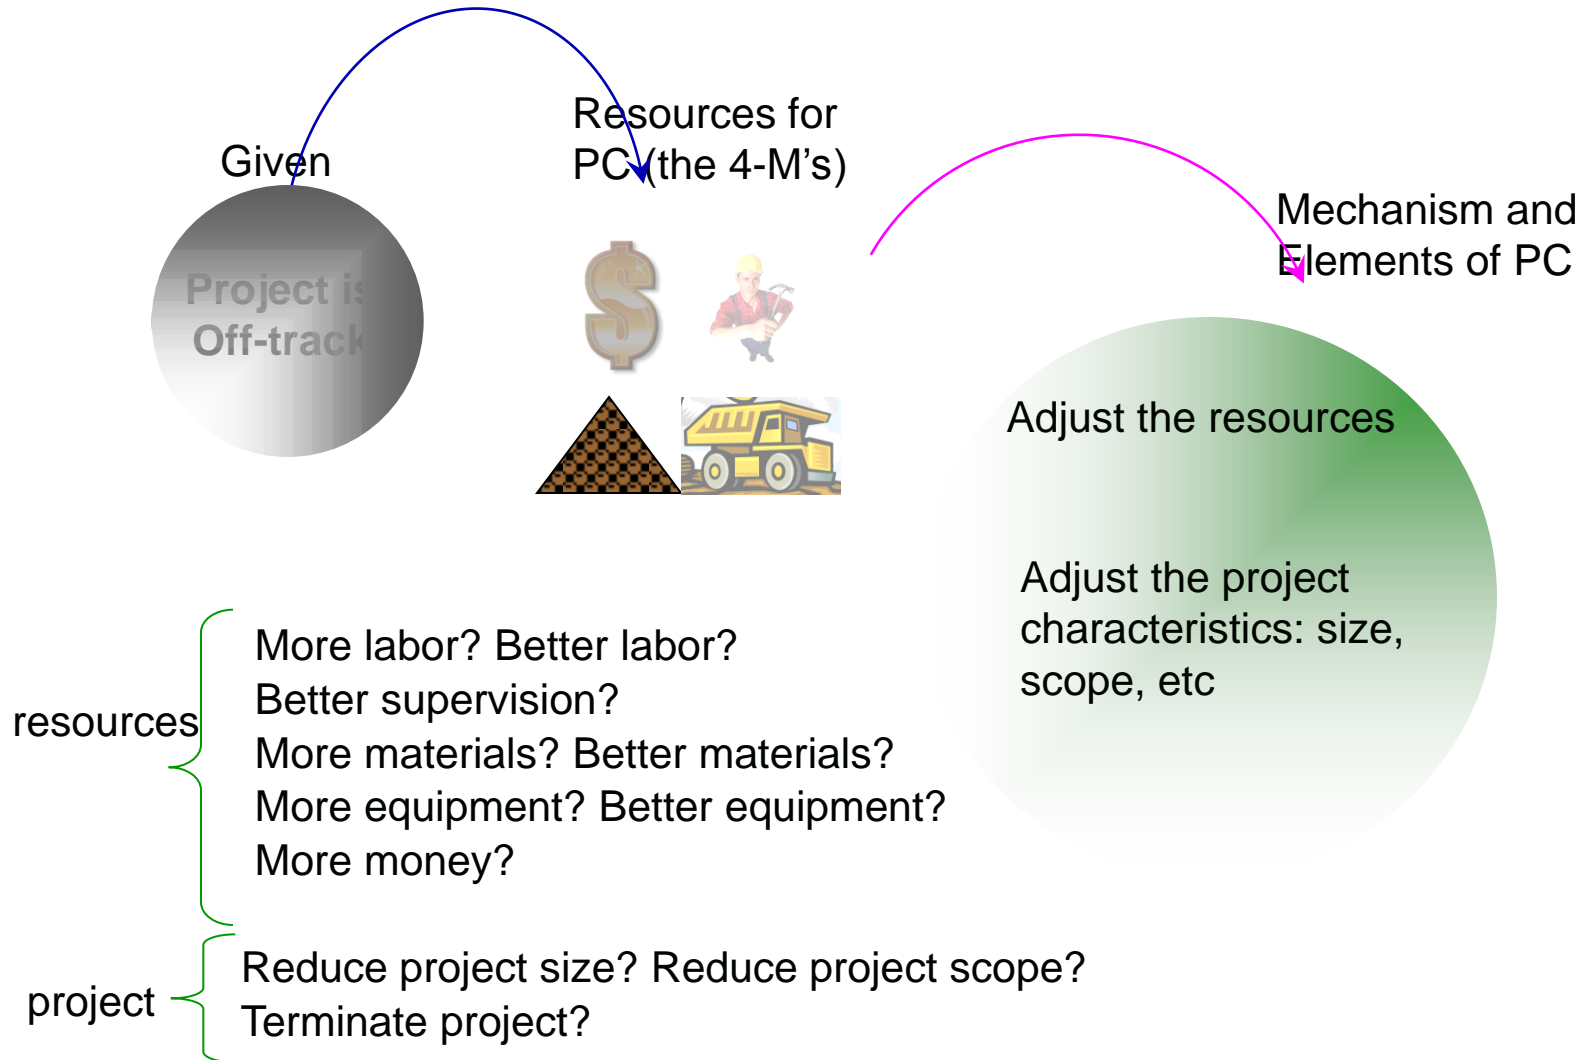 Given
Project is
Off-track
Resources for
PC (the 4-M's)
Mechanism and
Elements of PC
Adjust the resources
Adjust the project
characteristics: size,
scope, etc
resources
More labor? Better labor?
Better supervision?
More materials? Better materials?
More equipment? Better equipment?
More money?
project
Reduce project size? Reduce project scope?
Terminate project?